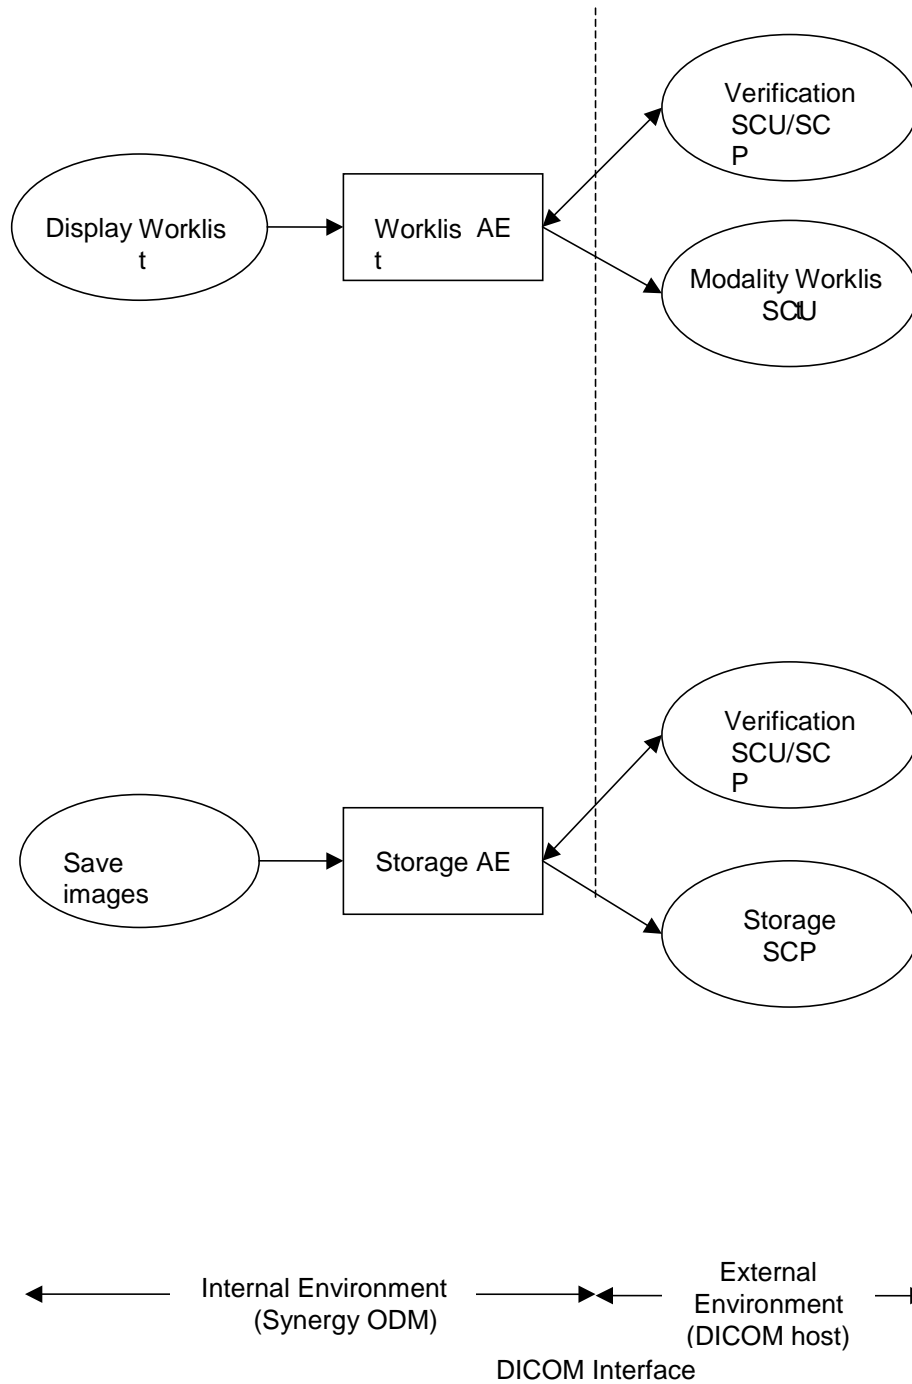 Verification
SCU/SC
P
Display Worklis
t
Worklis AE
t
Modality Worklis
SCtU
Verification
SCU/SC
P
Save
images
Storage AE
Storage
SCP
Internal Environment
(Synergy ODM)
External
Environment
(DICOM host)
DICOM Interface